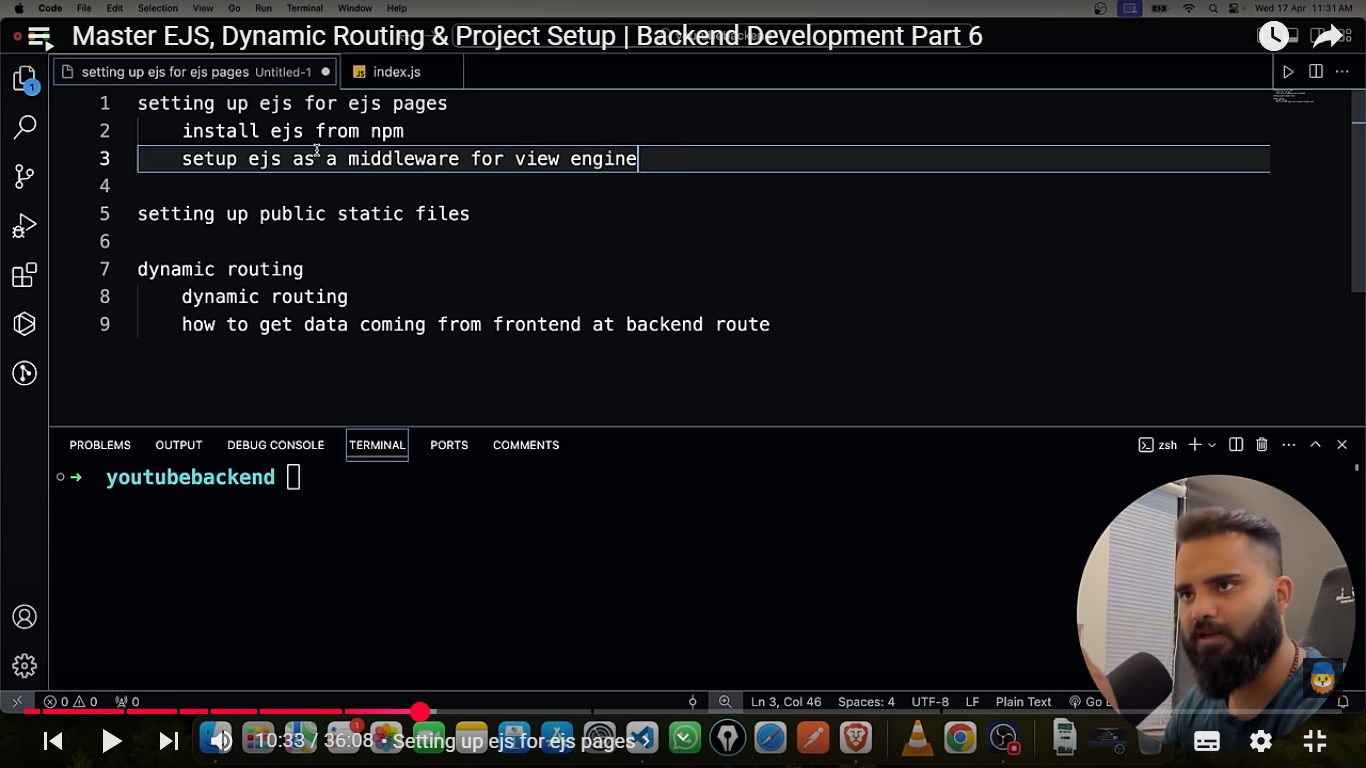 Code File Edit Selection View Go Run Terminal Window Help Wed 17 Apr 11:31 AM
Master EJS, Dynamic Routing & Project Setup | Backend Development Part 6
setting up ejs for ejs pages Untitled-1 JS index.js
1 setting up ejs for ejs pages
2 install ejs from npm
3 setup ejs as a middleware for view engine
4
5 setting up public static files
6
7 dynamic routing
8 dynamic routing
9 how to get data coming from frontend at backend route
PROBLEMS OUTPUT DEBUG CONSOLE TERMINAL PORTS COMMENTS zsh
youtubebackend
0 0 0 Ln 3, Col 46 Spaces: 4 UTF-8 LF Plain Text Go
10:33 / 36:08 • Setting up ejs for ejs pages